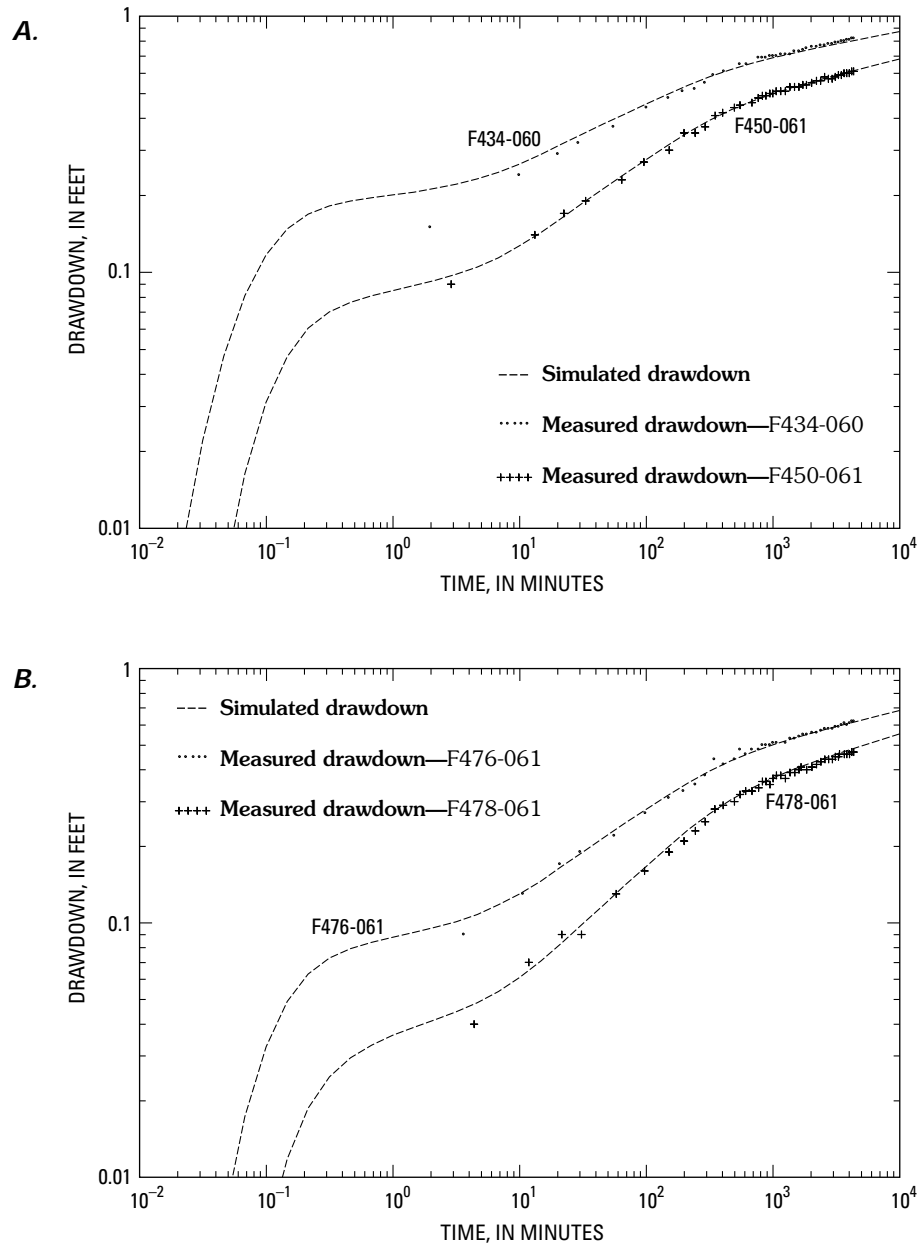 A.
1
0.1
0.01
DRAWDOWN, IN FEET
F434-060
F450-061
Simulated drawdown
Measured drawdown—F434-060
Measured drawdown—F450-061
10⁻² 10⁻¹ 10⁰ 10¹ 10² 10³ 10⁴
TIME, IN MINUTES
B.
1
0.1
0.01
DRAWDOWN, IN FEET
Simulated drawdown
Measured drawdown—F476-061
Measured drawdown—F478-061
F478-061
F476-061
10⁻² 10⁻¹ 10⁰ 10¹ 10² 10³ 10⁴
TIME, IN MINUTES